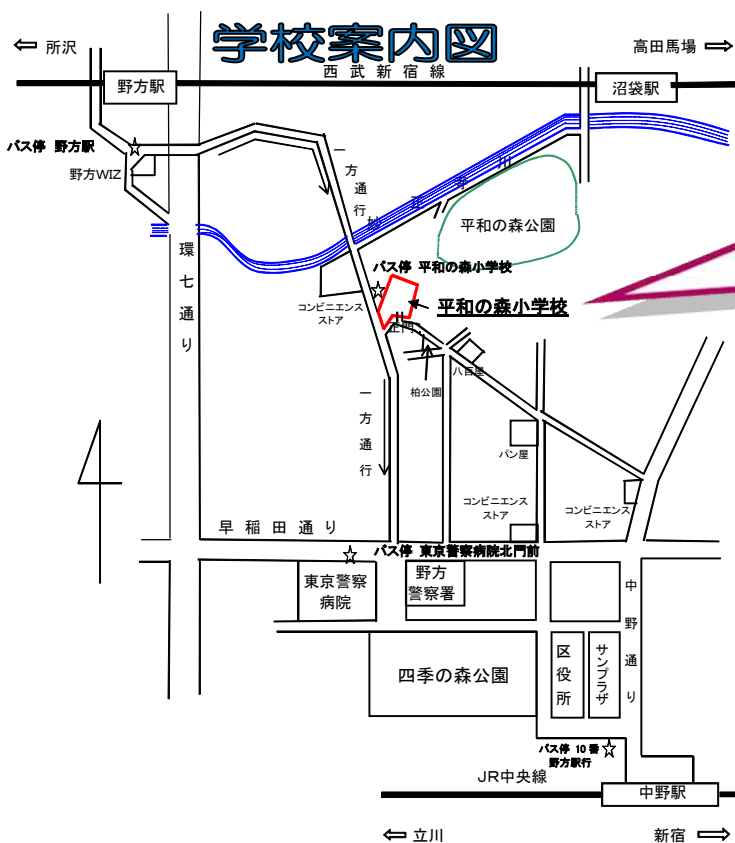 学校案内図
所沢
高田馬場
西武新宿線
野方駅
沼袋駅
バス停 野方駅
野方WIZ
一方通行
妙正寺川
平和の森公園
環七通り
バス停 平和の森小学校
コンビニエンス
ストア
平和の森小学校
正門
八百屋
柏公園
一方通行
パン屋
コンビニエンス
ストア
コンビニエンス
ストア
早稲田通り
バス停 東京警察病院北門前
東京警察
病院
野方
警察署
中野通り
四季の森公園
区役所
サンプラザ
バス停 10番
野方駅行
JR中央線
中野駅
立川
新宿